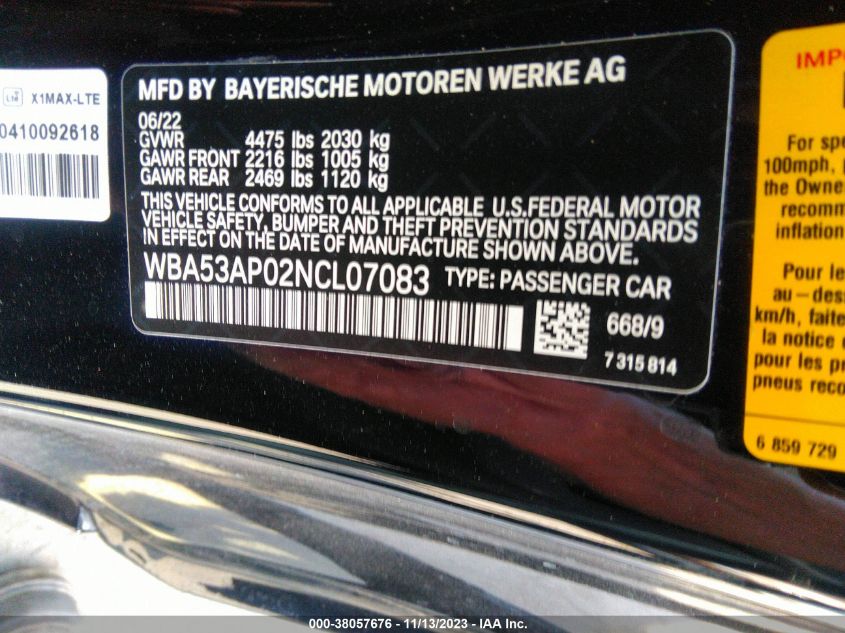 X1MAX-LTE
0410092618
MFD BY BAYERISCHE MOTOREN WERKE AG
06/22
GVWR 4475 lbs 2030 kg
GAWR FRONT 2216 lbs 1005 kg
GAWR REAR 2469 lbs 1120 kg
THIS VEHICLE CONFORMS TO ALL APPLICABLE U.S.FEDERAL MOTOR
VEHICLE SAFETY, BUMPER AND THEFT PREVENTION STANDARDS
IN EFFECT ON THE DATE OF MANUFACTURE SHOWN ABOVE.
WBA53AP02NCL07083 TYPE: PASSENGER CAR
668/9
7 315 814
IMPO
For spe
100mph,
the Owne
recomm
inflation
Pour le
au-dess
km/h, faite
la notice
pour les p
pneus reco
6 859 729
000-38057676 - 11/13/2023 - IAA Inc.